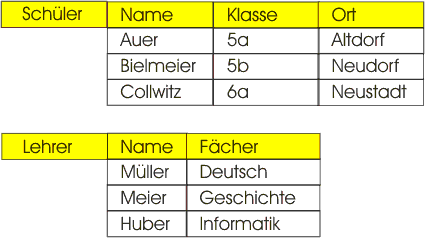 Schüler Name Klasse Ort
Auer 5a Altdorf
Bielmeier 5b Neudorf
Collwitz 6a Neustadt
Lehrer Name Fächer
Müller Deutsch
Meier Geschichte
Huber Informatik